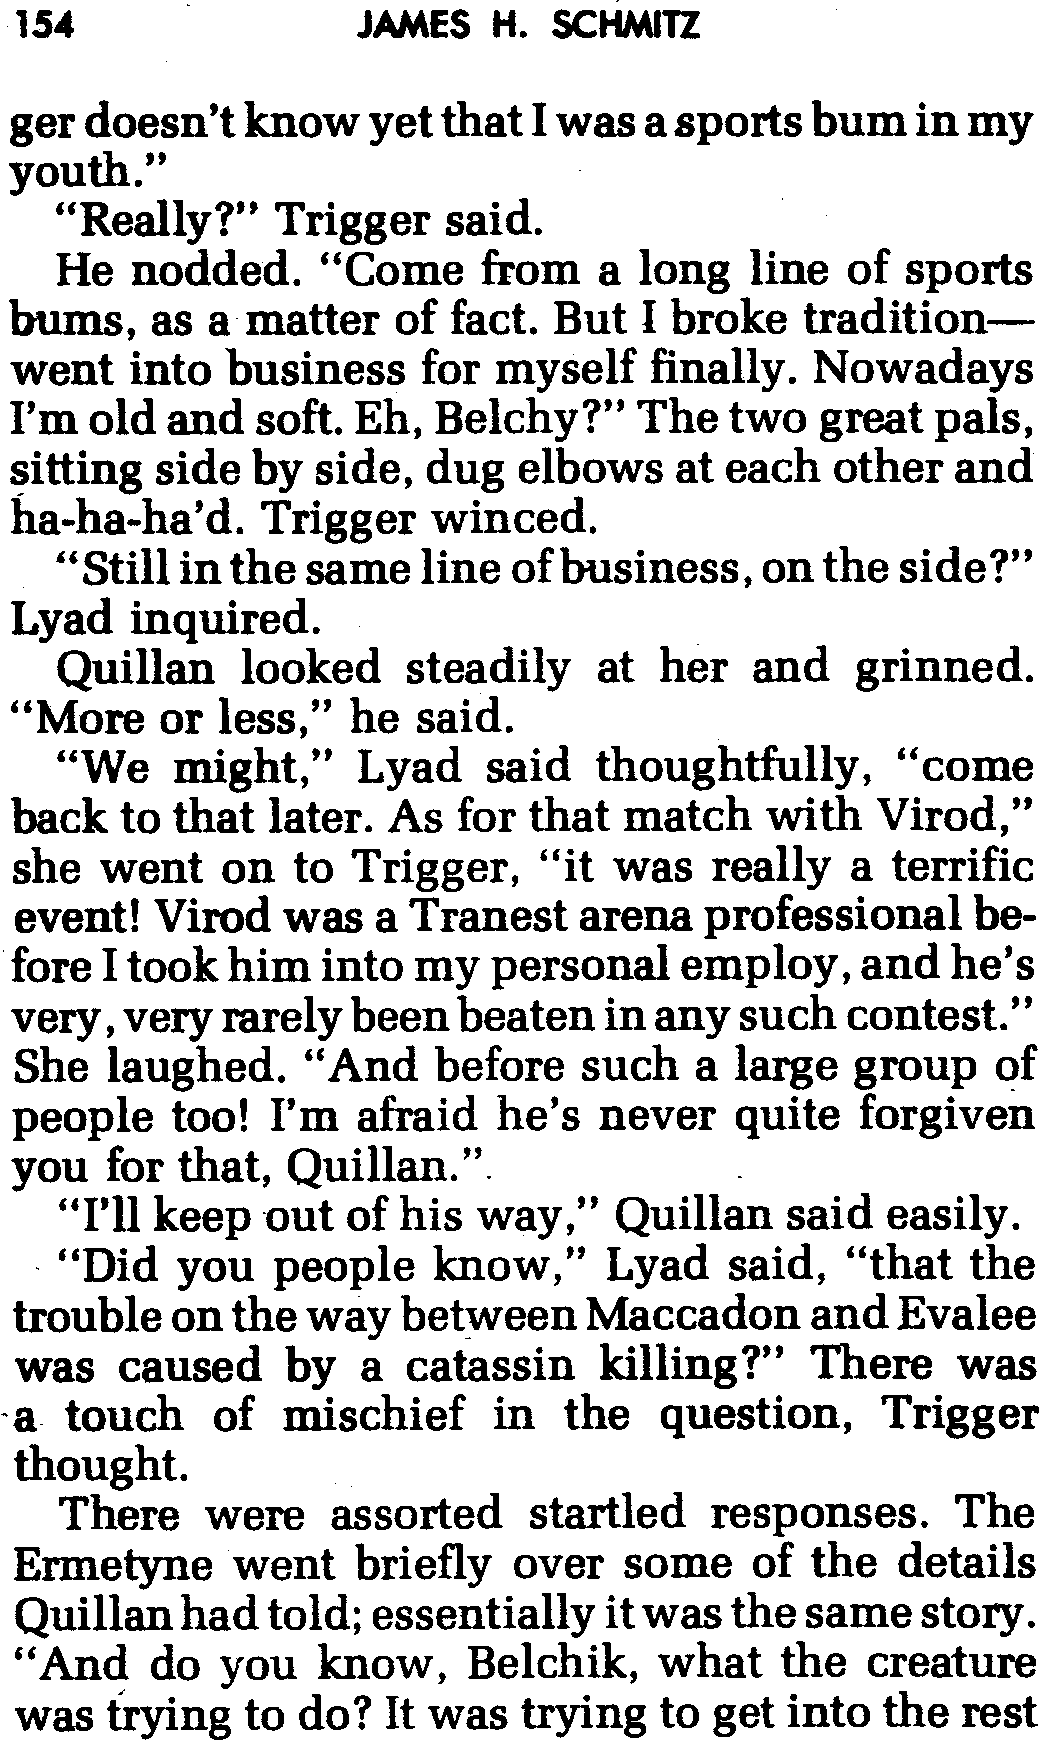 154 JAMES H. SCHMITZ
ger doesn't know yet that I was a sports bum in my
youth."
"Really?" Trigger said.
He nodded. "Come from a long line of sports
bums, as a matter of fact. But I broke tradition—
went into business for myself finally. Nowadays
I'm old and soft. Eh, Belchy?" The two great pals,
sitting side by side, dug elbows at each other and
ha-ha-ha'd. Trigger winced.
"Still in the same line of business, on the side?"
Lyad inquired.
Quillan looked steadily at her and grinned.
"More or less," he said.
"We might," Lyad said thoughtfully, "come
back to that later. As for that match with Virod,"
she went on to Trigger, "it was really a terrific
event! Virod was a Tranest arena professional be-
fore I took him into my personal employ, and he's
very, very rarely been beaten in any such contest."
She laughed. "And before such a large group of
people too! I'm afraid he's never quite forgiven
you for that, Quillan."
"I'll keep out of his way," Quillan said easily.
"Did you people know," Lyad said, "that the
trouble on the way between Maccadon and Evalee
was caused by a catassin killing?" There was
a touch of mischief in the question, Trigger
thought.
There were assorted startled responses. The
Ermetyne went briefly over some of the details
Quillan had told; essentially it was the same story.
"And do you know, Belchik, what the creature
was trying to do? It was trying to get into the rest